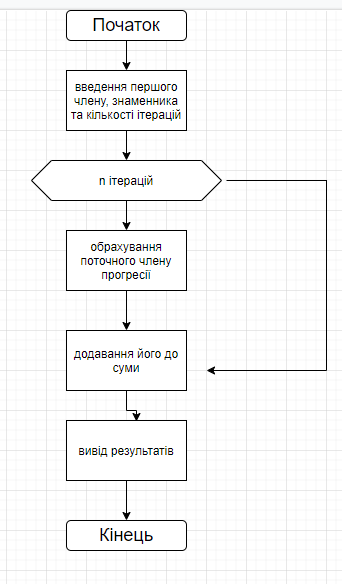 Початок
введення першого
члену, знаменника
та кількості ітерацій
n ітерацій
обрахування
поточного члену
прогресії
додавання його до
суми
вивід результатів
Кінець